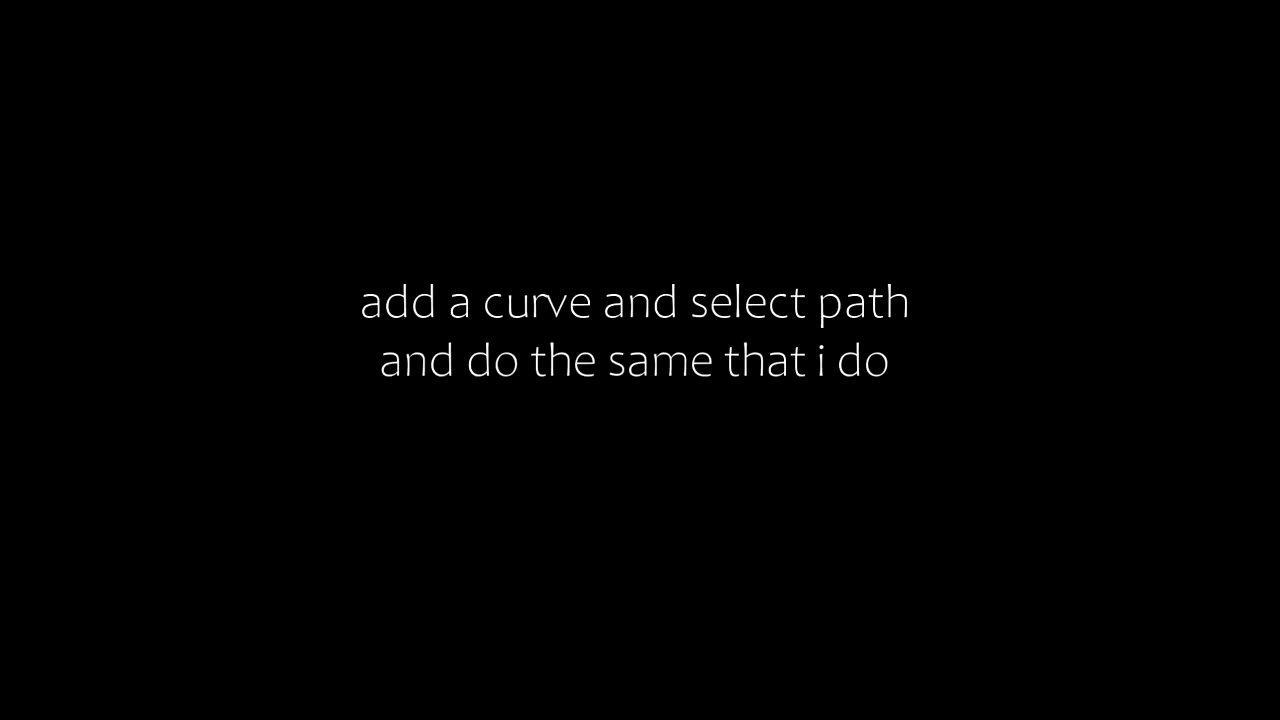 add a curve and select path
and do the same that i do